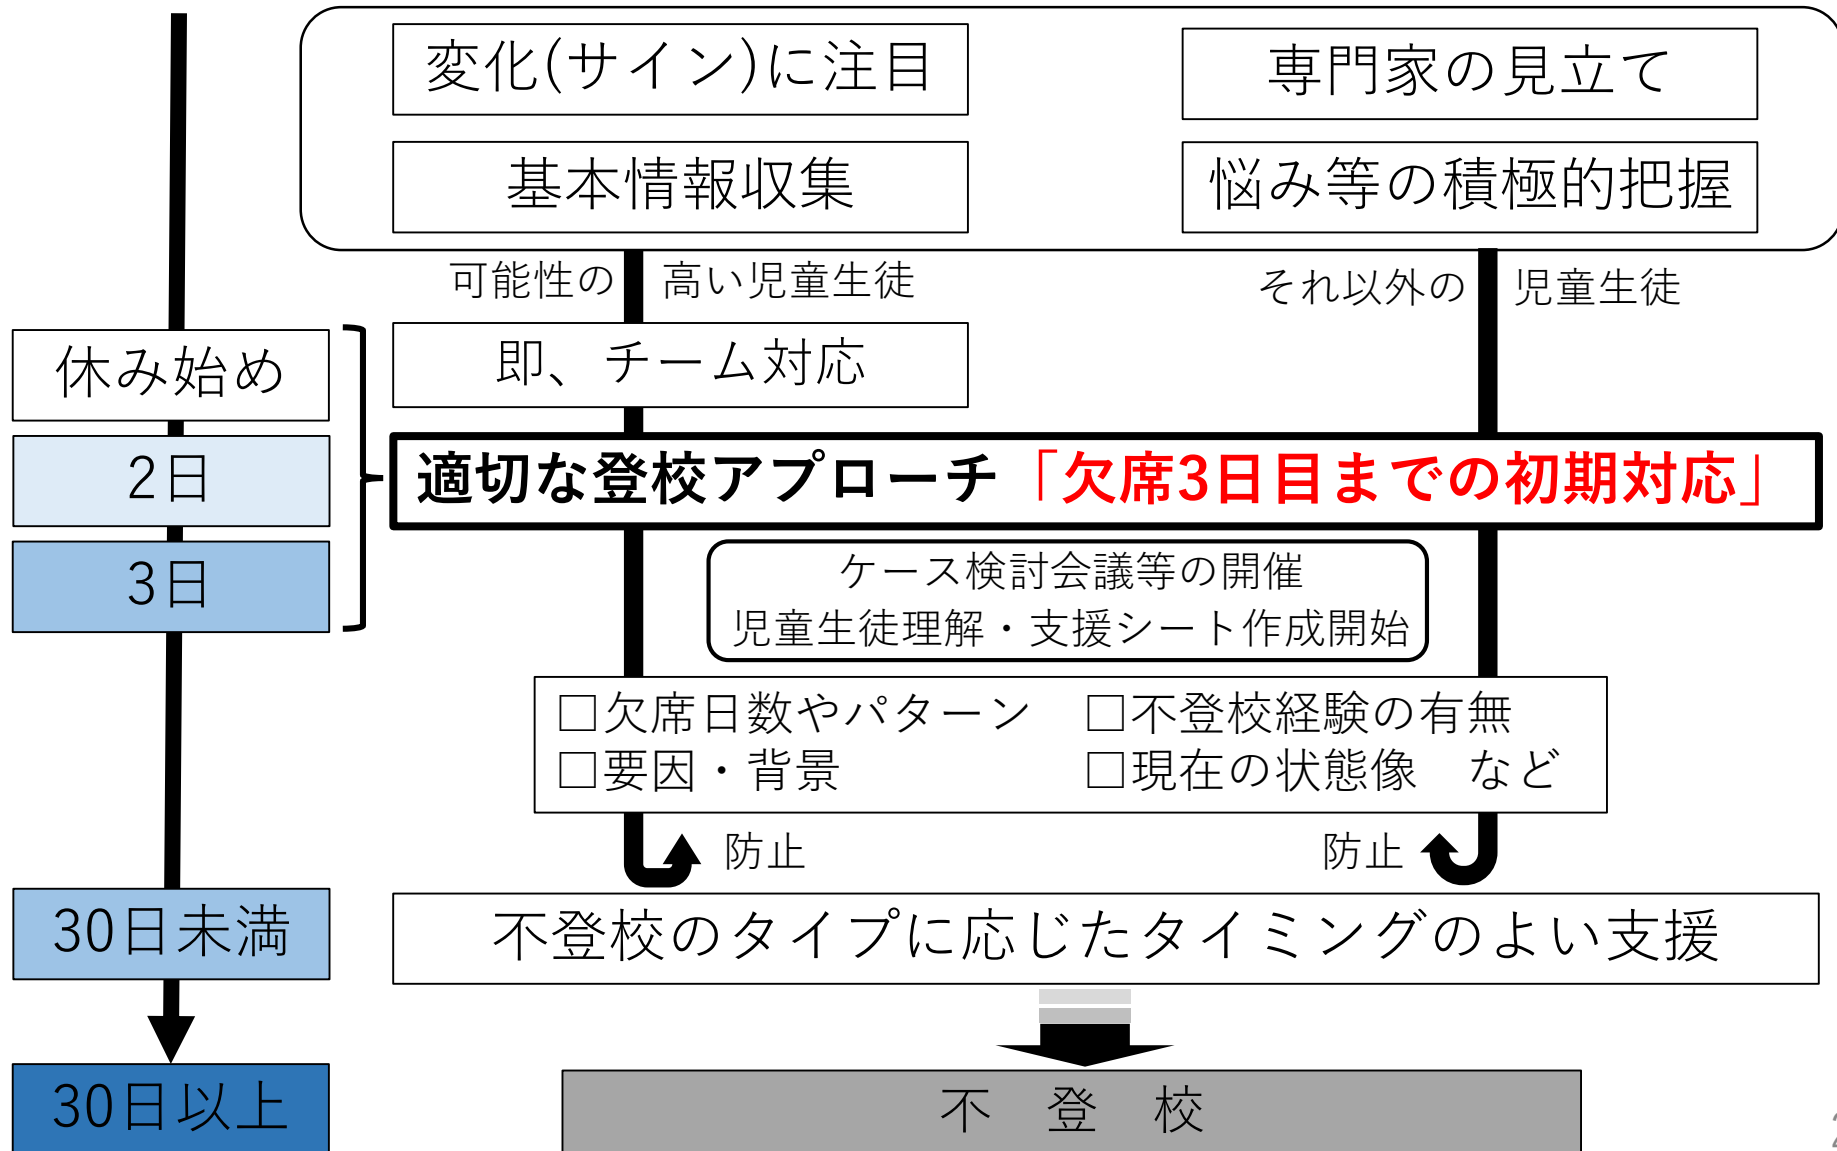 変化(サイン)に注目
専門家の見立て
基本情報収集
悩み等の積極的把握
可能性の 高い児童生徒
それ以外の 児童生徒
休み始め
即、チーム対応
2日
適切な登校アプローチ「欠席3日目までの初期対応」
3日
ケース検討会議等の開催
児童生徒理解・支援シート作成開始
□欠席日数やパターン □不登校経験の有無
□要因・背景 □現在の状態像 など
防止
防止
30日未満
不登校のタイプに応じたタイミングのよい支援
30日以上
不 登 校